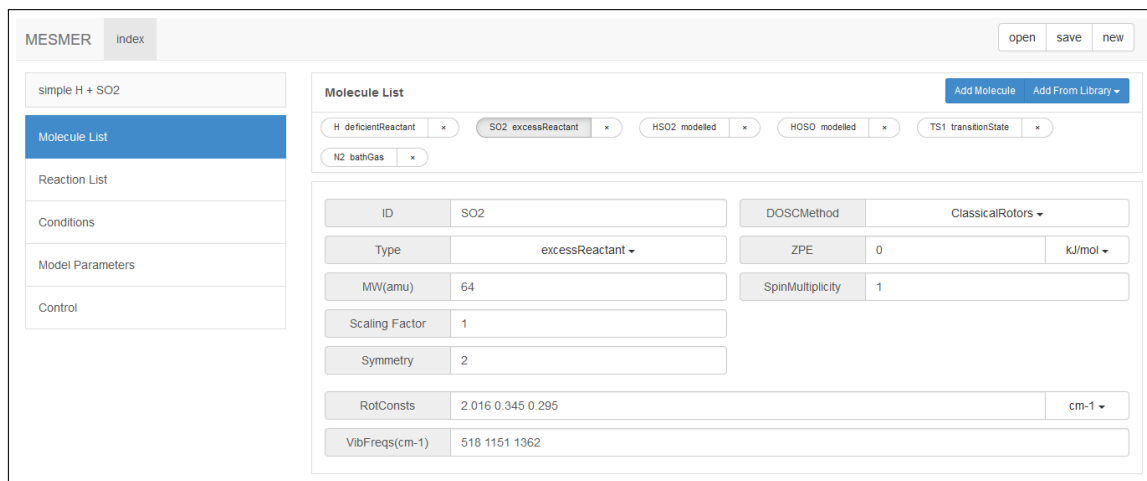 MESMER index open save new
simple H + SO2
Molecule List
Reaction List
Conditions
Model Parameters
Control
Molecule List Add Molecule Add From Library
H deficientReactant × SO2 excessReactant × HSO2 modelled × HOSO modelled × TS1 transitionState ×
N2 bathGas ×
ID SO2 DOSCMethod ClassicalRotors
Type excessReactant ZPE 0 kJ/mol
MW(amu) 64 SpinMultiplicity 1
Scaling Factor 1
Symmetry 2
RotConsts 2.016 0.345 0.295 cm-1
VibFreqs(cm-1) 518 1151 1362